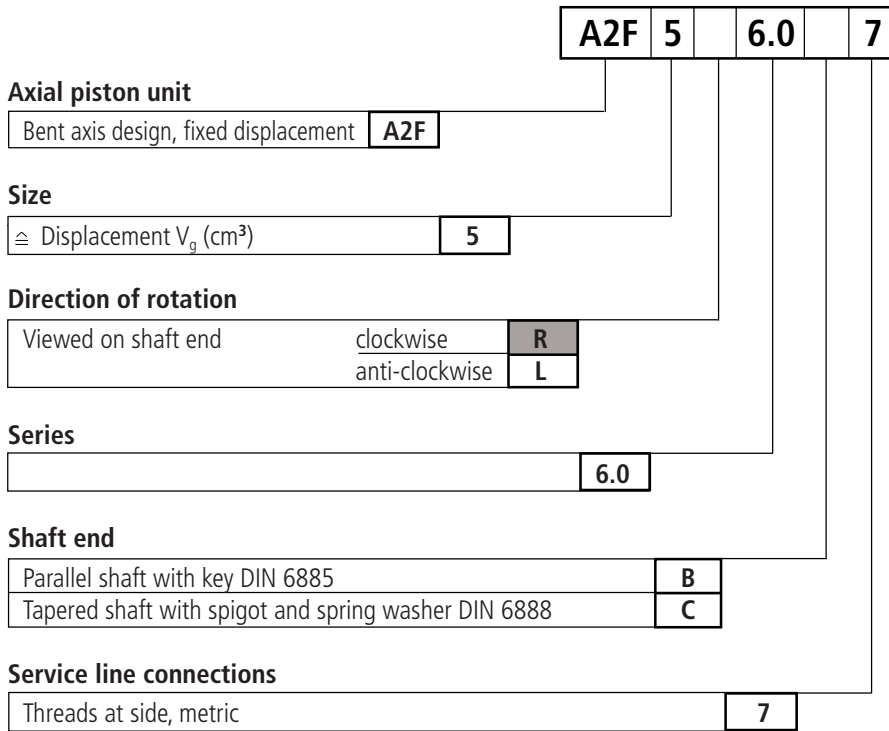 A2F 5 6.0 7
Axial piston unit
Bent axis design, fixed displacement A2F
Size
≙ Displacement Vg (cm³) 5
Direction of rotation
Viewed on shaft end clockwise R
anti-clockwise L
Series
6.0
Shaft end
Parallel shaft with key DIN 6885 B
Tapered shaft with spigot and spring washer DIN 6888 C
Service line connections
Threads at side, metric 7